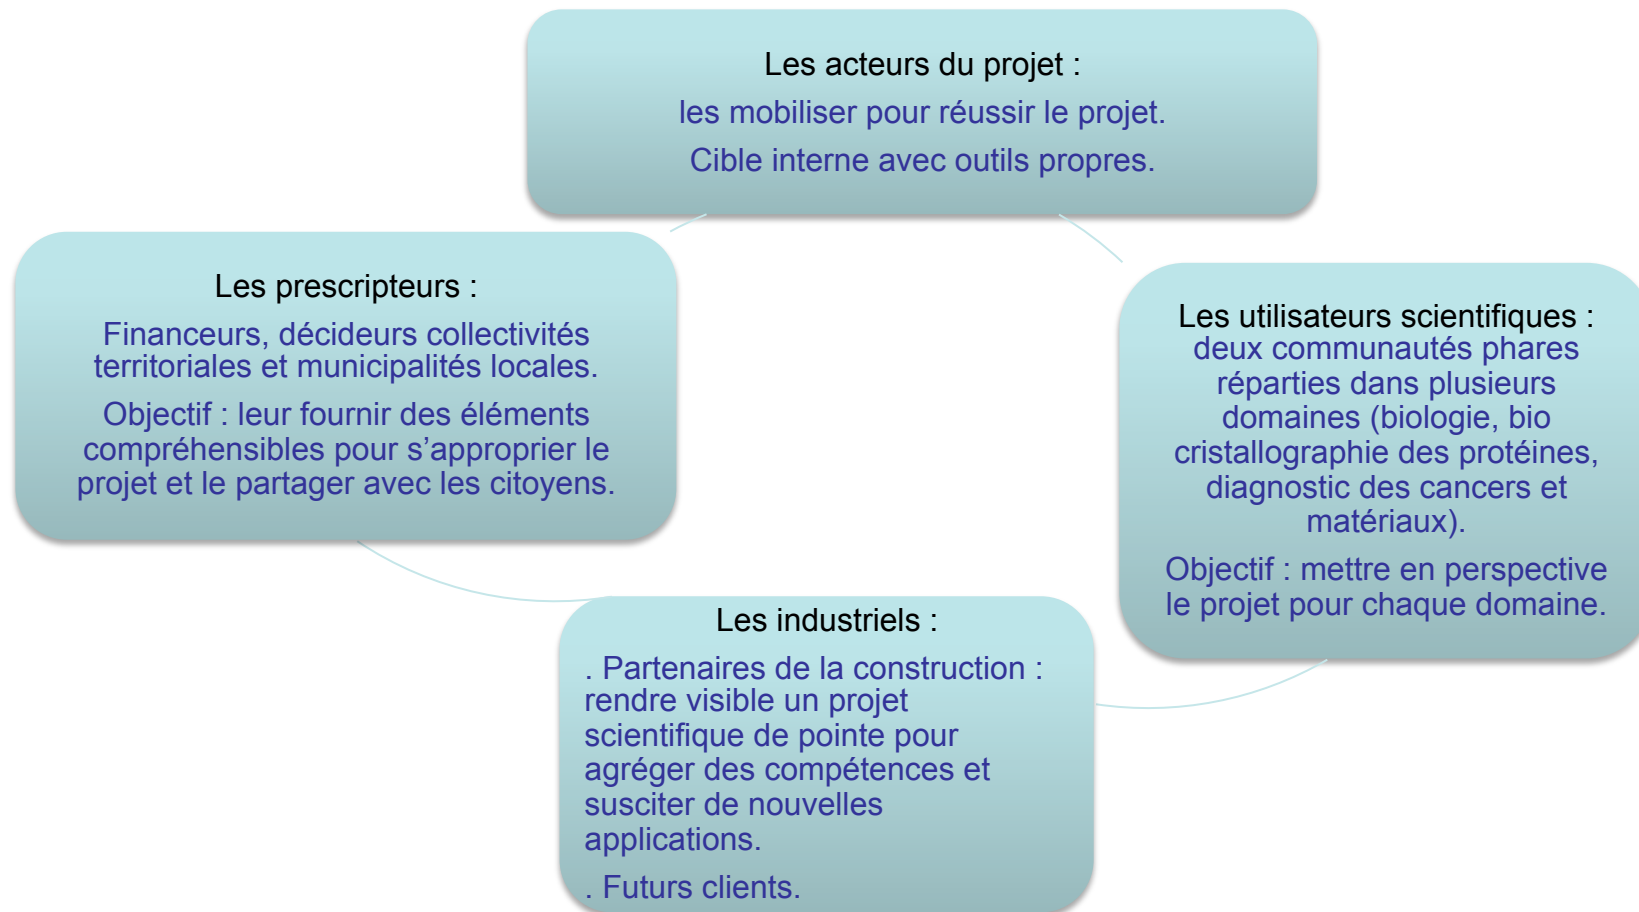 Les acteurs du projet :
les mobiliser pour réussir le projet.
Cible interne avec outils propres.
Les prescripteurs :
Financeurs, décideurs collectivités
territoriales et municipalités locales.
Objectif : leur fournir des éléments
compréhensibles pour s’approprier le
projet et le partager avec les citoyens.
Les utilisateurs scientifiques :
deux communautés phares
réparties dans plusieurs
domaines (biologie, bio
cristallographie des protéines,
diagnostic des cancers et
matériaux).
Objectif : mettre en perspective
le projet pour chaque domaine.
Les industriels :
. Partenaires de la construction :
rendre visible un projet
scientifique de pointe pour
agréger des compétences et
susciter de nouvelles
applications.
. Futurs clients.